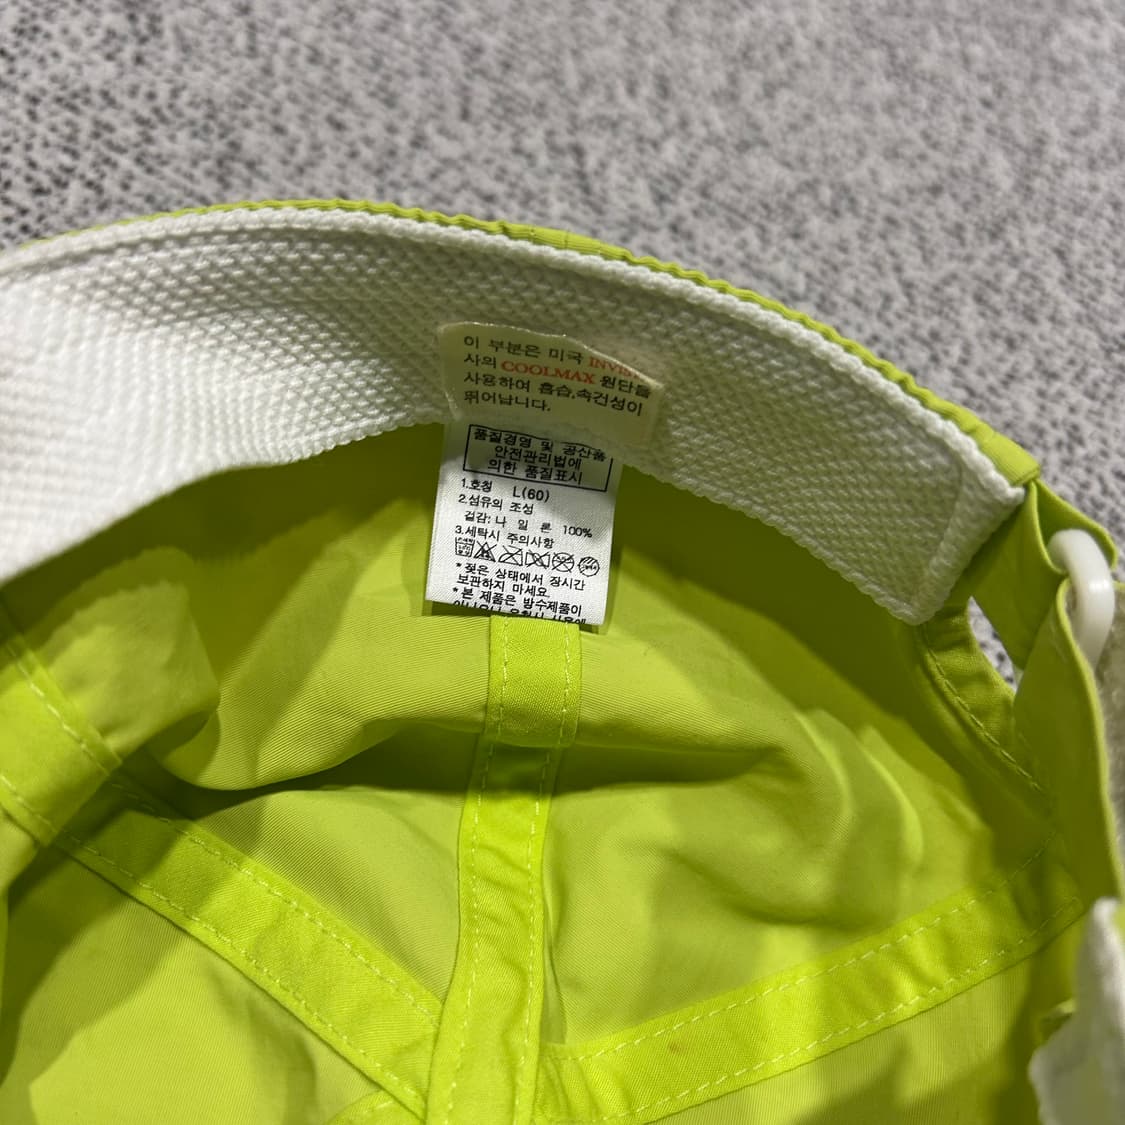 이 부분은 미국 INVIS
사의 COOLMAX 원단을
사용하여 흡습,속건성이
뛰어납니다.
품질경영 및 공산품
안전관리법에
의한 품질표시
1.호칭 L(60)
2.섬유의 조성
겉감: 나 일 론 100%
3.세탁시 주의사항
*젖은 상태에서 장시간
보관하지 마세요.
*본 제품은 방수제품이